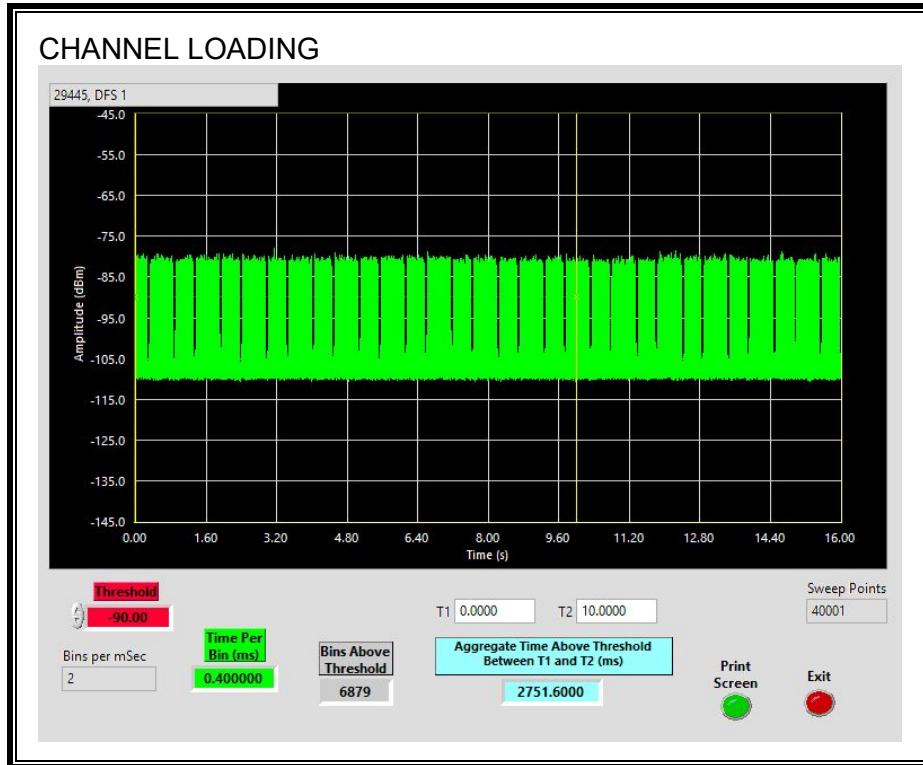 CHANNEL LOADING
29445, DFS 1
-45.0
-55.0
-65.0
-75.0
-85.0
-95.0
-105.0
-115.0
-125.0
-135.0
-145.0
Amplitude (dBm)
0.00 1.60 3.20 4.80 6.40 8.00 9.60 11.20 12.80 14.40 16.00
Time (s)
Threshold
-90.00
Bins per mSec
2
Time Per
Bin (ms)
0.400000
Bins Above
Threshold
6879
T1 0.0000 T2 10.0000
Aggregate Time Above Threshold
Between T1 and T2 (ms)
2751.6000
Sweep Points
40001
Print
Screen
Exit